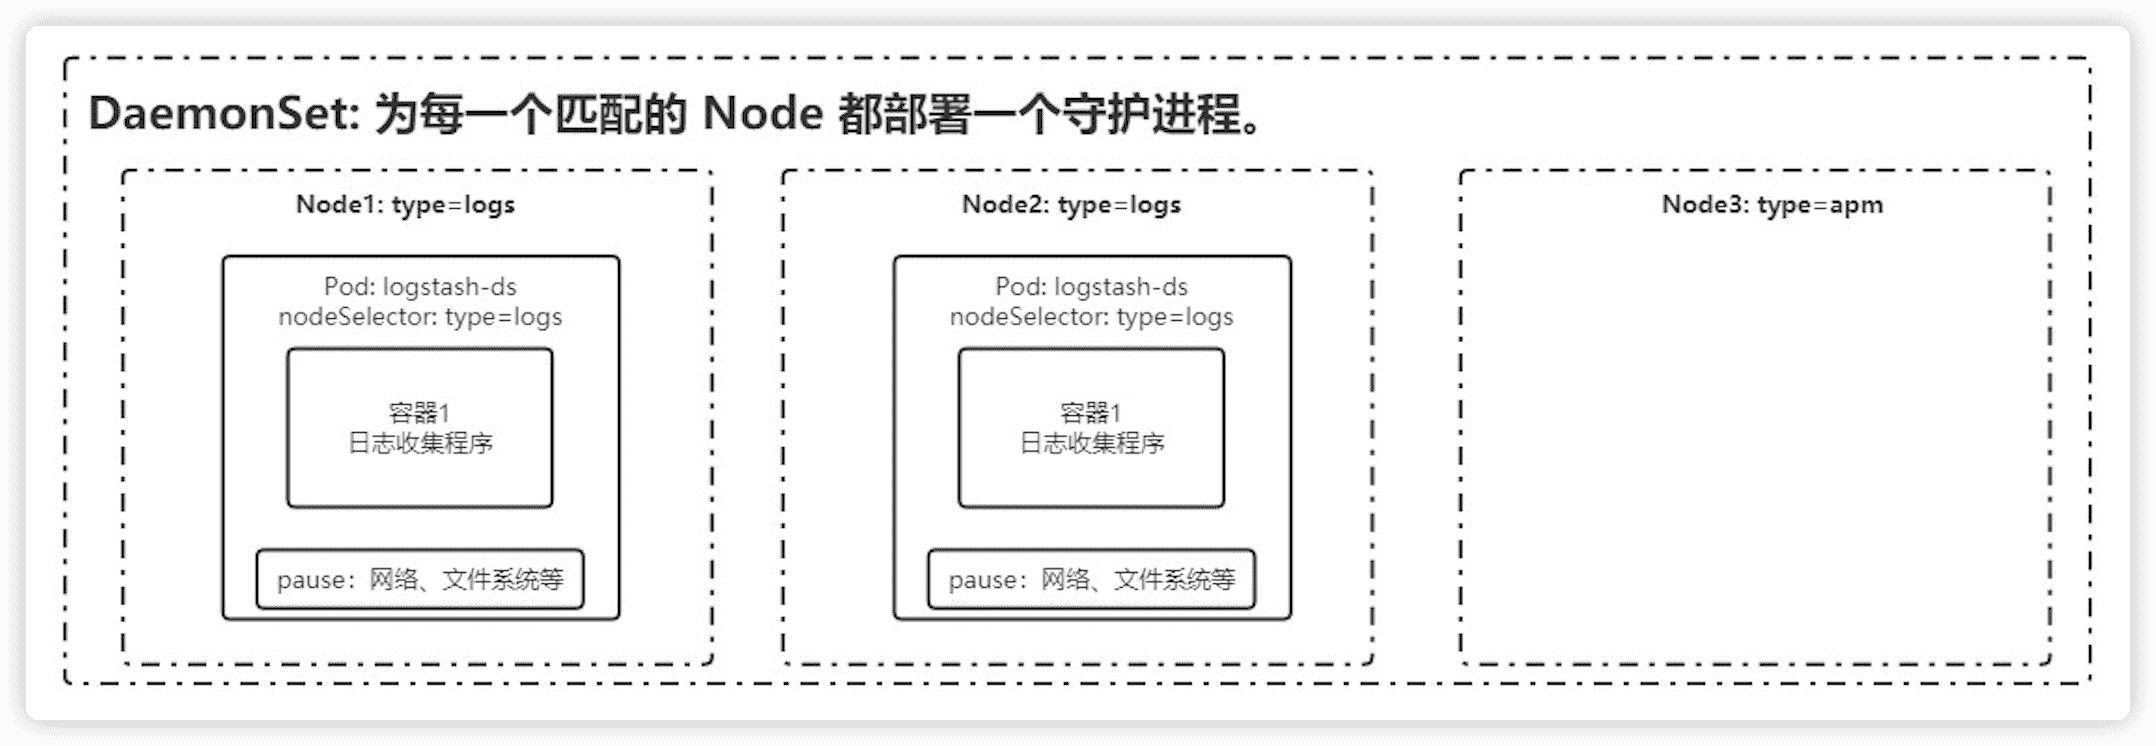 DaemonSet: 为每一个匹配的 Node 都部署一个守护进程。
Node1: type=logs
Pod: logstash-ds
nodeSelector: type=logs
容器1
日志收集程序
pause：网络、文件系统等
Node2: type=logs
Pod: logstash-ds
nodeSelector: type=logs
容器1
日志收集程序
pause：网络、文件系统等
Node3: type=apm